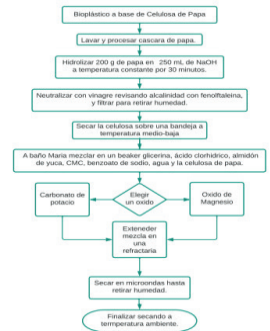 Bioplástico a base de Celulosa de Papa
Lavar y procesar cascara de papa.
Hidrolizar 200 g de papa en 250 mL de NaOH
a temperatura constante por 30 minutos.
Neutralizar con vinagre revisando alcalinidad con fenolftaleina,
y filtrar para retirar humedad.
Secar la celulosa sobre una bandeja a
temperatura medio-baja
A baño Maria mezclar en un beaker glicerina, ácido clorhidrico, almidón
de yuca, CMC, benzoato de sodio, agua y la celulosa de papa.
Carbonato de
potacio
Elegir
un oxido
Oxido de
Magnesio
Exteneder
mezcla en
una
refractaria
Secar en microondas hasta
retirar humedad.
Finalizar secando a
termperatura ambiente.